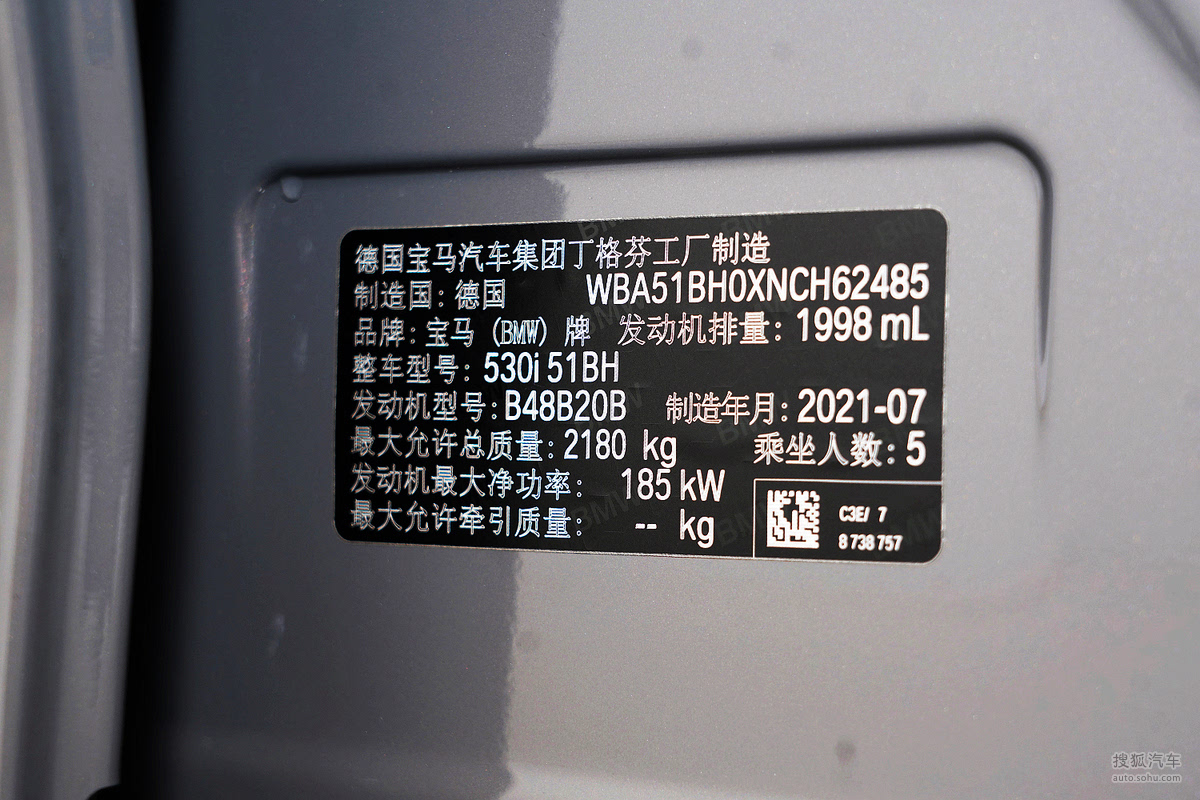 德国宝马汽车集团丁格芬工厂制造
制造国：德国 WBA51BH0XNCH62485
品牌：宝马（BMW）牌 发动机排量：1998 mL
整车型号：530i 51BH
发动机型号：B48B20B 制造年月：2021-07
最大允许总质量：2180 kg 乘坐人数：5
发动机最大净功率： 185 kW
最大允许牵引质量： -- kg
C3E/ 7
8 738 757
搜狐汽车
auto.sohu.com